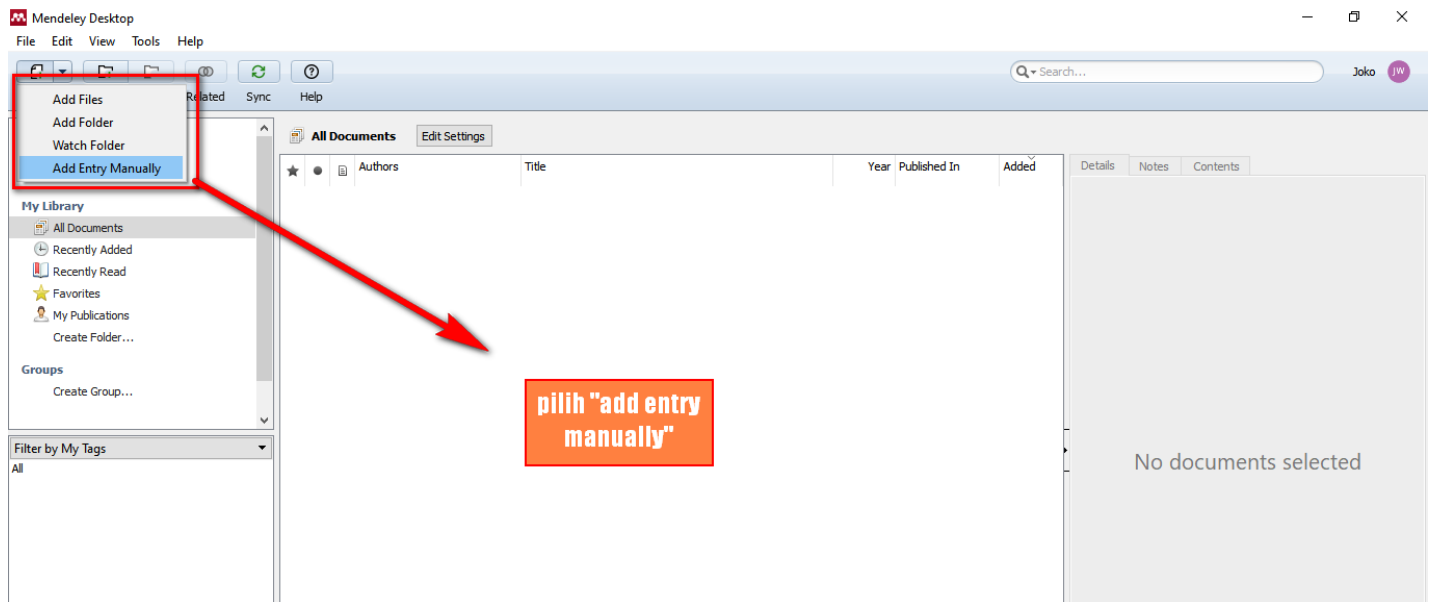 Mendeley Desktop
File Edit View Tools Help
Search...
Joko JW
Related Sync Help
Add Files
Add Folder
Watch Folder
Add Entry Manually
My Library
All Documents
Recently Added
Recently Read
Favorites
My Publications
Create Folder...
Groups
Create Group...
Filter by My Tags
All
All Documents Edit Settings
Authors Title Year Published In Added
pilih "add entry
manually"
Details Notes Contents
No documents selected